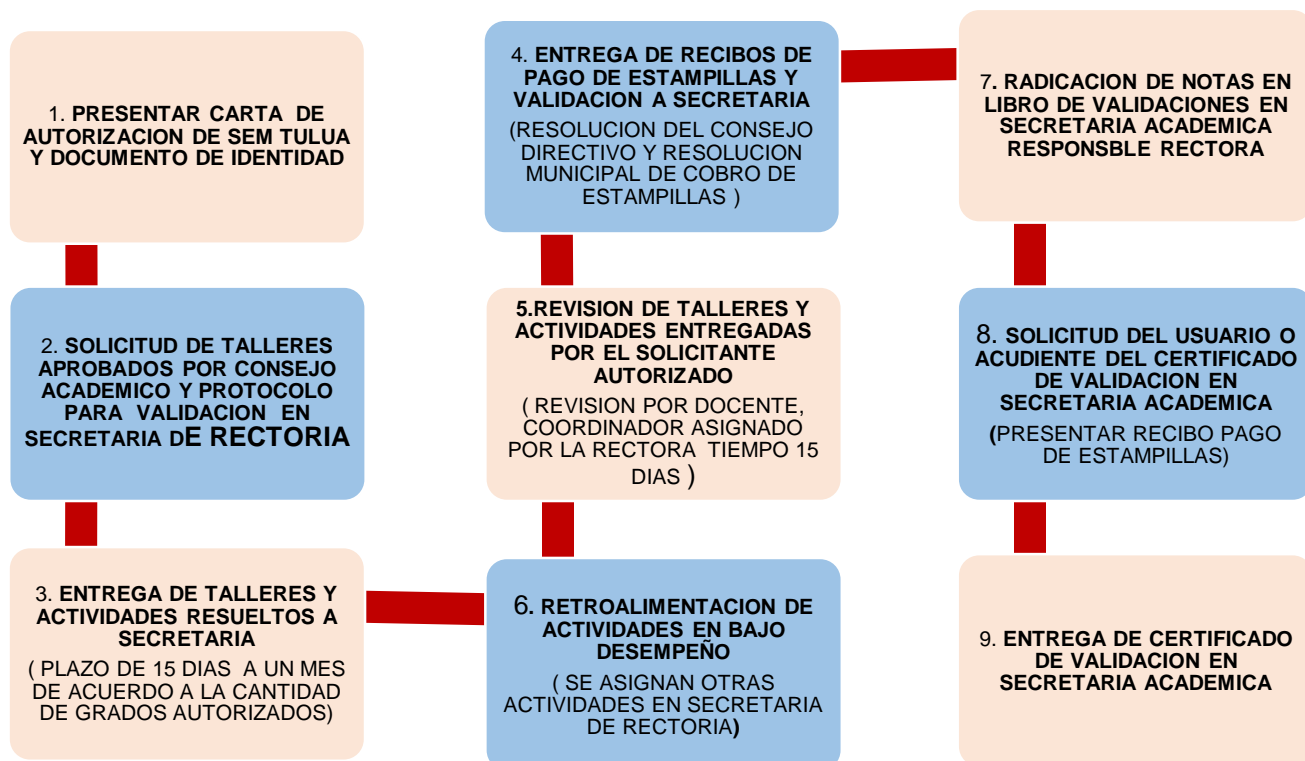 1. PRESENTAR CARTA DE
AUTORIZACION DE SEM TULUA
Y DOCUMENTO DE IDENTIDAD
2. SOLICITUD DE TALLERES
APROBADOS POR CONSEJO
ACADEMICO Y PROTOCOLO
PARA VALIDACION EN
SECRETARIA DE RECTORIA
3. ENTREGA DE TALLERES Y
ACTIVIDADES RESUELTOS A
SECRETARIA
( PLAZO DE 15 DIAS A UN MES
DE ACUERDO A LA CANTIDAD
DE GRADOS AUTORIZADOS)
4. ENTREGA DE RECIBOS DE
PAGO DE ESTAMPILLAS Y
VALIDACION A SECRETARIA
(RESOLUCION DEL CONSEJO
DIRECTIVO Y RESOLUCION
MUNICIPAL DE COBRO DE
ESTAMPILLAS )
5.REVISION DE TALLERES Y
ACTIVIDADES ENTREGADAS
POR EL SOLICITANTE
AUTORIZADO
( REVISION POR DOCENTE,
COORDINADOR ASIGNADO
POR LA RECTORA TIEMPO 15
DIAS )
6. RETROALIMENTACION DE
ACTIVIDADES EN BAJO
DESEMPEÑO
( SE ASIGNAN OTRAS
ACTIVIDADES EN SECRETARIA
DE RECTORIA)
7. RADICACION DE NOTAS EN
LIBRO DE VALIDACIONES EN
SECRETARIA ACADEMICA
RESPONSBLE RECTORA
8. SOLICITUD DEL USUARIO O
ACUDIENTE DEL CERTIFICADO
DE VALIDACION EN
SECRETARIA ACADEMICA
(PRESENTAR RECIBO PAGO
DE ESTAMPILLAS)
9. ENTREGA DE CERTIFICADO
DE VALIDACION EN
SECRETARIA ACADEMICA